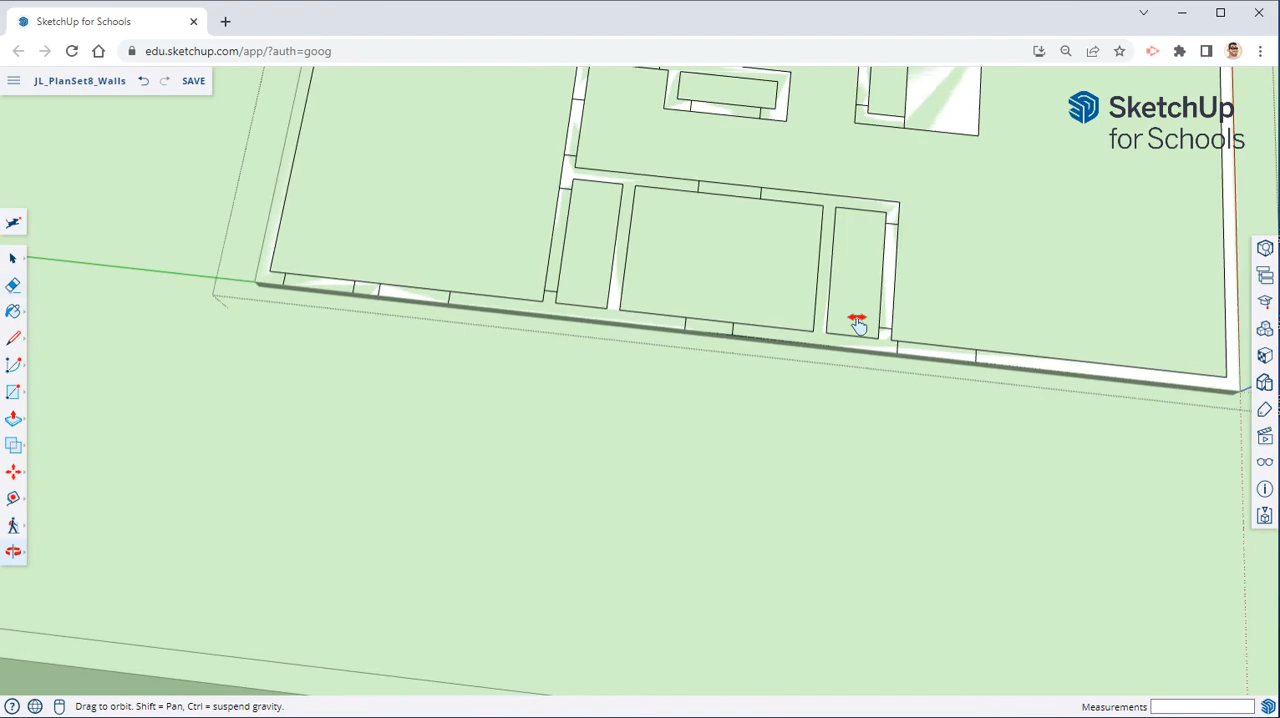 SketchUp for Schools
edu.sketchup.com/app/?auth=goog
JL_PlanSet8_Walls
SAVE
SketchUp
for Schools
Drag to orbit. Shift = Pan, Ctrl = suspend gravity.
Measurements